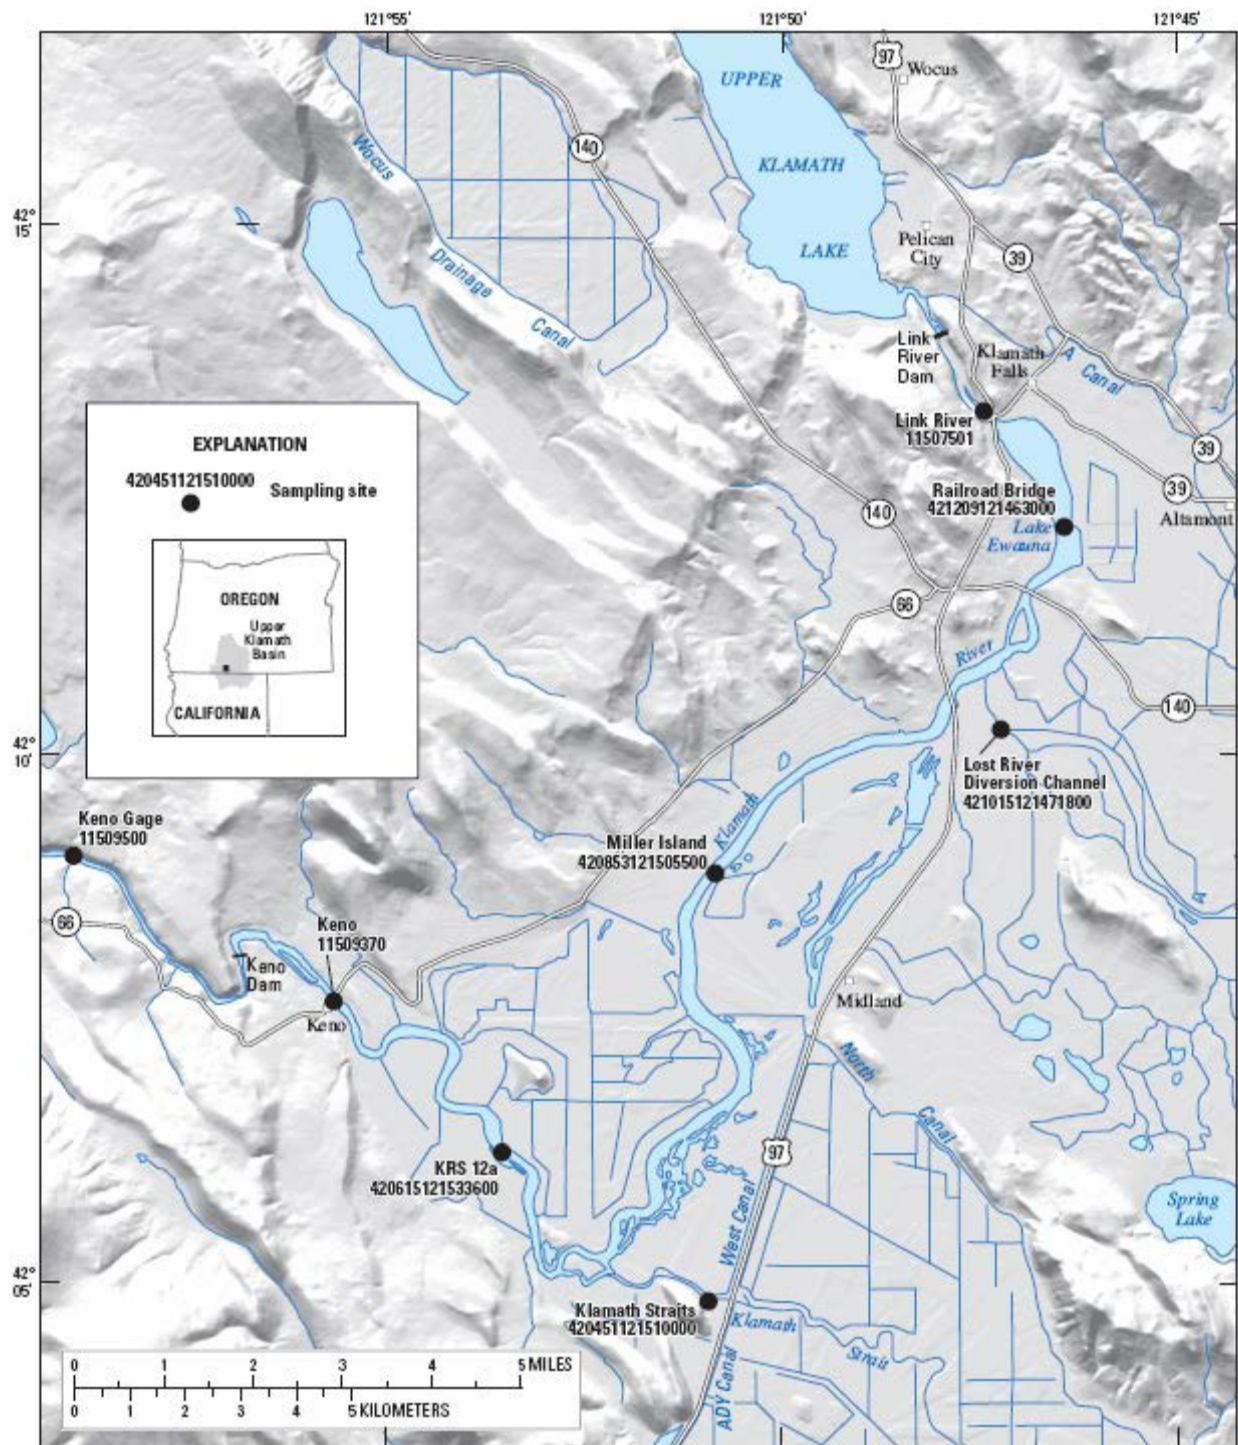 121°55'
121°50'
121°45'
97
Wocus
UPPER
KLAMATH
LAKE
140
Wocus
Drainage
Canal
42°
15'
Pelican
City
39
Link
River
Dam
Klamath
Falls
A Canal
Link River
11507501
39
39
Altamont
Railroad Bridge
421209121463000
Lake
Ewauna
140
66
River
140
EXPLANATION
420451121510000
Sampling site
OREGON
Upper
Klamath
Basin
CALIFORNIA
42°
10'
Lost River
Diversion Channel
421015121471800
Klamath
Miller Island
420853121505500
Keno Gage
11509500
66
Keno
11509370
Keno
Dam
Keno
Midland
North
Canal
97
KRS 12a
420615121533600
West Canal
Spring
Lake
42°
05'
Klamath Straits
420451121510000
Klamath
Strait
ADY Canal
0 1 2 3 4 5 MILES
0 1 2 3 4 5 KILOMETERS